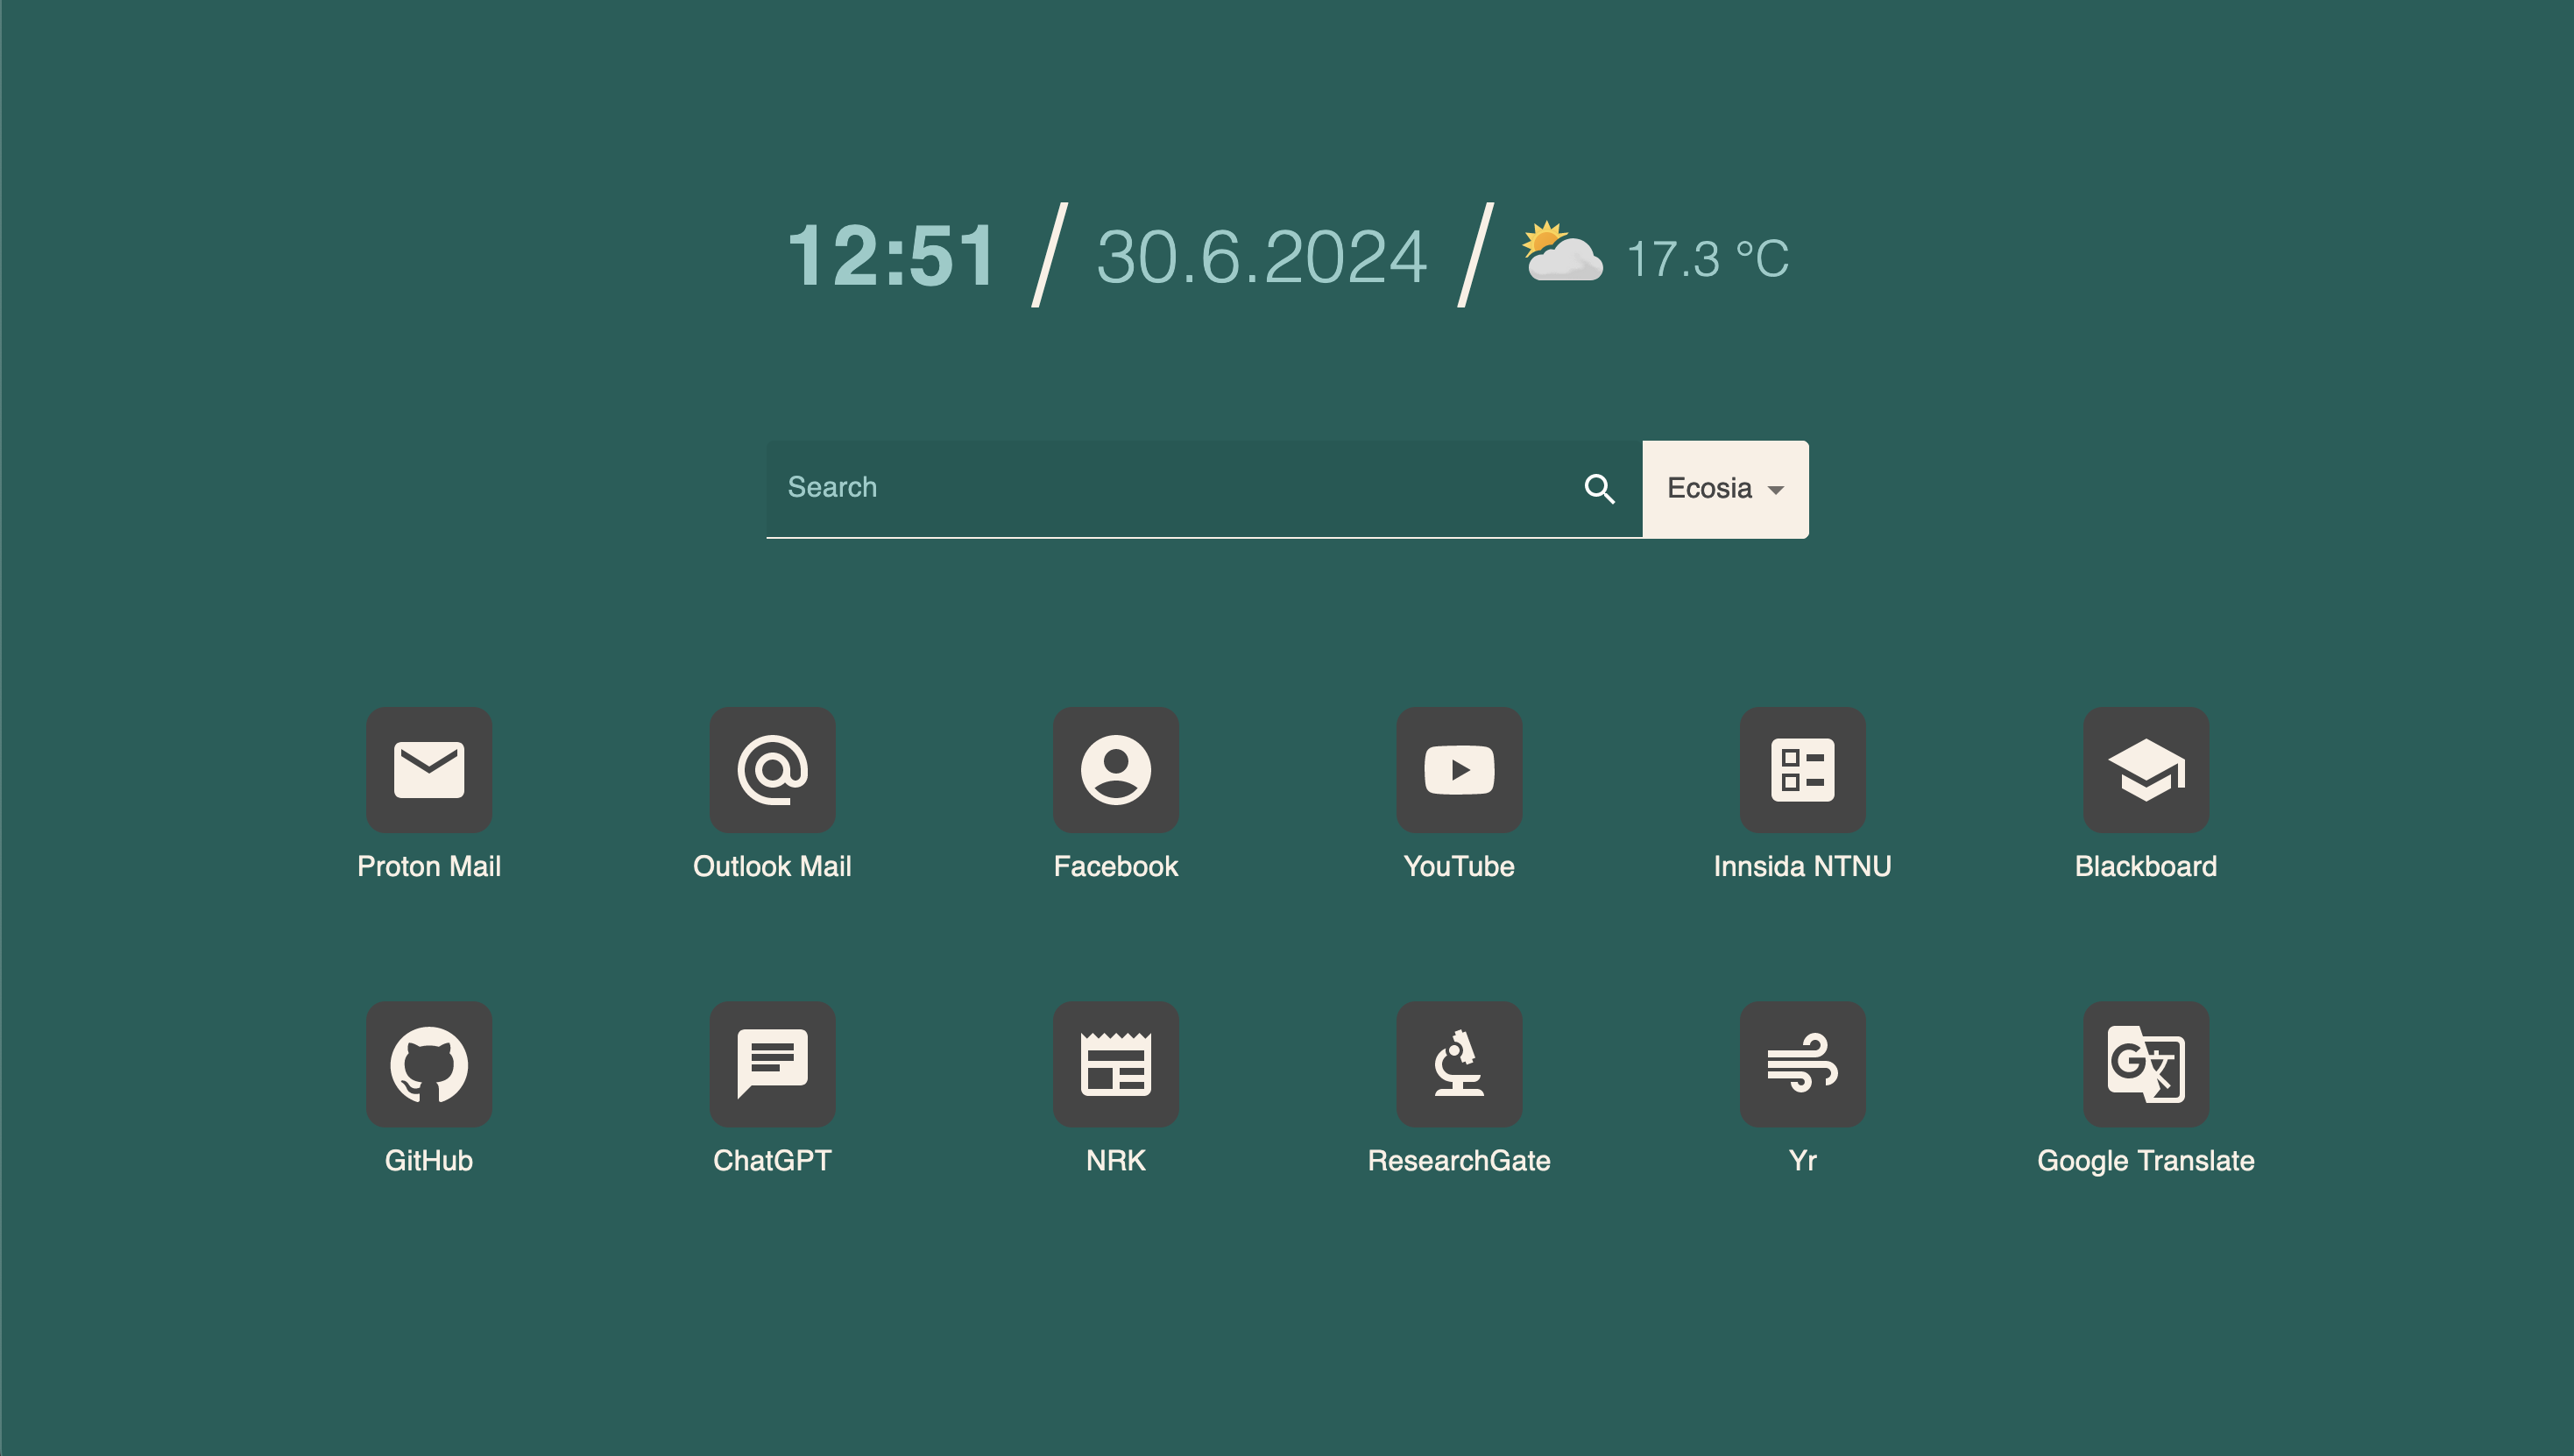 12:51 / 30.6.2024 / 17.3 °C
Search
Ecosia
Proton Mail
Outlook Mail
Facebook
YouTube
Innsida NTNU
Blackboard
GitHub
ChatGPT
NRK
ResearchGate
Yr
Google Translate